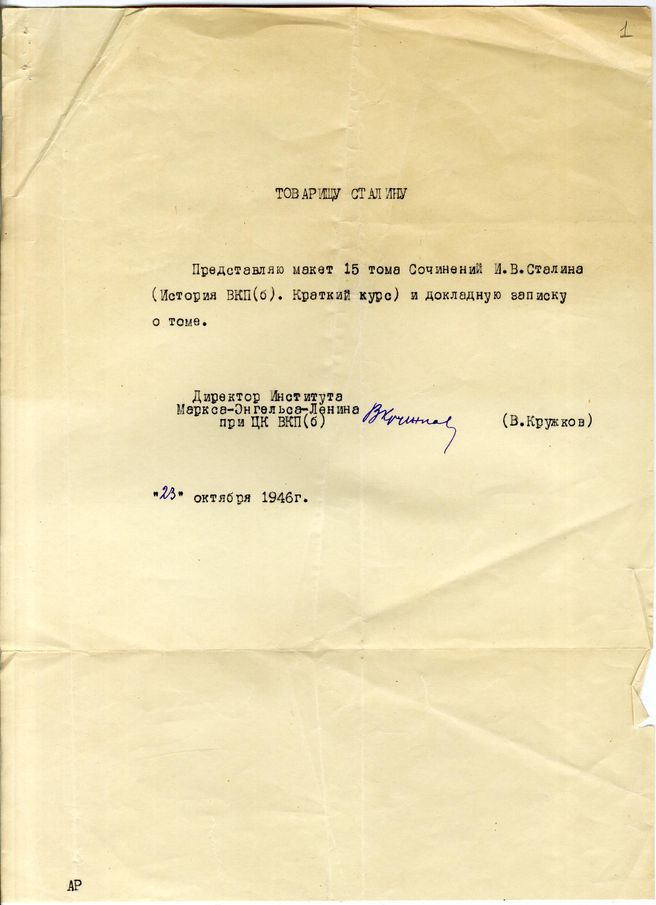 1
ТОВАРИЩУ СТАЛИНУ
Представляю макет 15 тома Сочинений И.В.Сталина
(История ВКП(б). Краткий курс) и докладную записку
о томе.
Директор Института
Маркса-Энгельса-Ленина
при ЦК ВКП(б)
(В.Кружков)
"23" октября 1946г.
АР